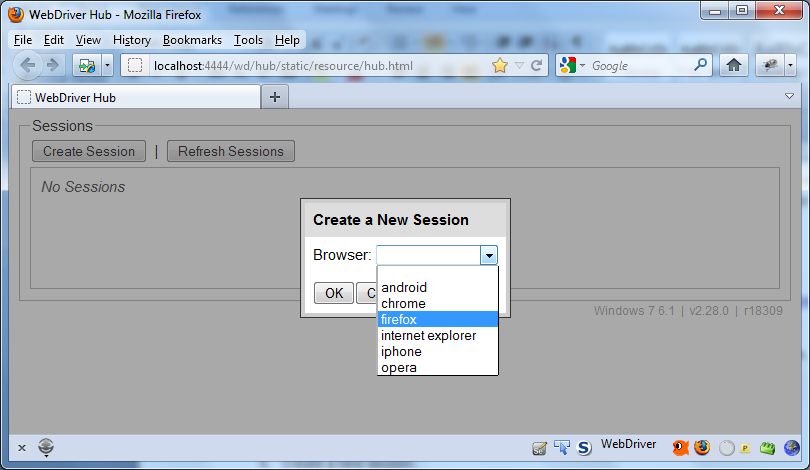 WebDriver Hub - Mozilla Firefox
File Edit View History Bookmarks Tools Help
localhost:4444/wd/hub/static/resource/hub.html Google
WebDriver Hub
Sessions
Create Session | Refresh Sessions
No Sessions
Create a New Session
Browser:
android
OK C
chrome
firefox
internet explorer
iphone
opera
Windows 7 6.1 | v2.28.0 | r18309
WebDriver